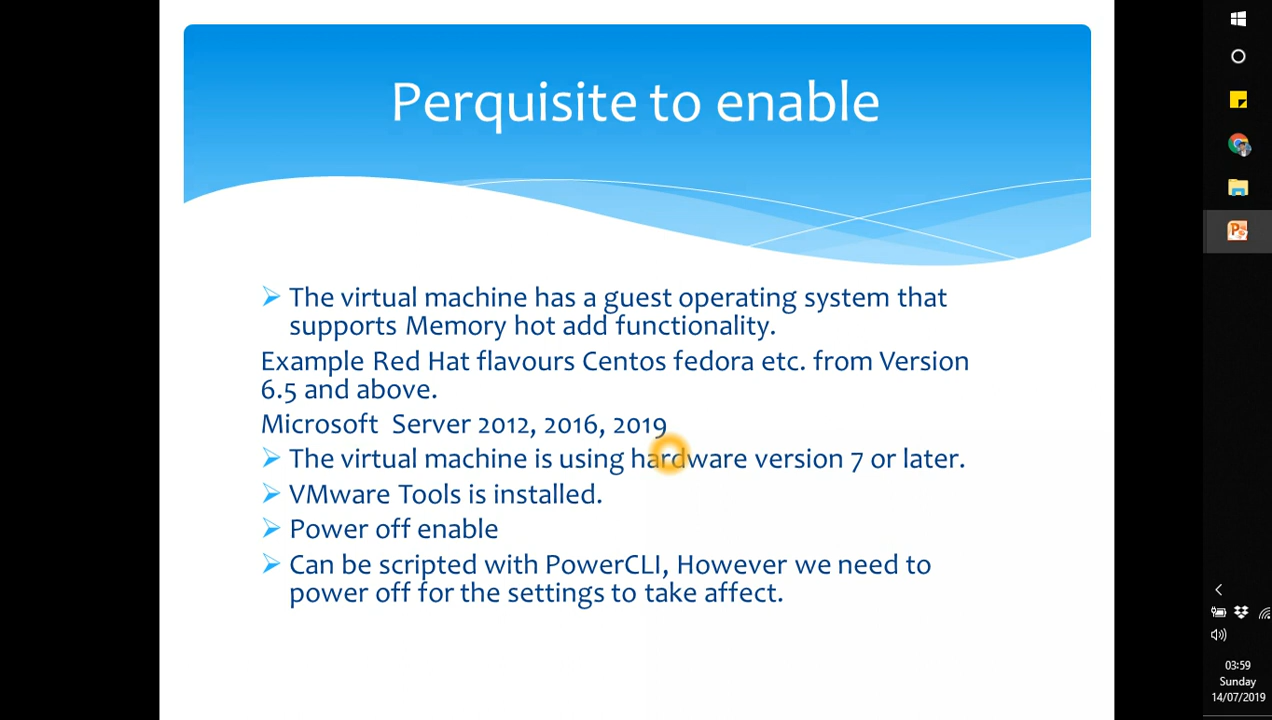 Perquisite to enable
The virtual machine has a guest operating system that
supports Memory hot add functionality.
Example Red Hat flavours Centos fedora etc. from Version
6.5 and above.
Microsoft  Server 2012, 2016, 2019
The virtual machine is using hardware version 7 or later.
VMware Tools is installed.
Power off enable
Can be scripted with PowerCLI, However we need to
power off for the settings to take affect.
03:59
Sunday
14/07/2019